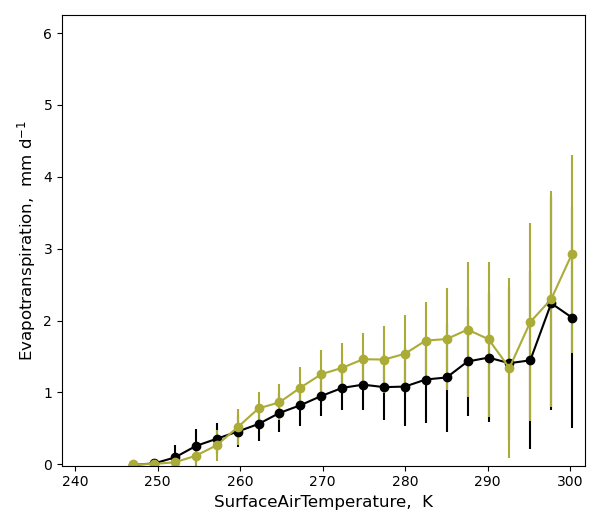 6
5
4
3
2
1
0
Evapotranspiration,  mm d⁻¹
240 250 260 270 280 290 300
SurfaceAirTemperature,  K